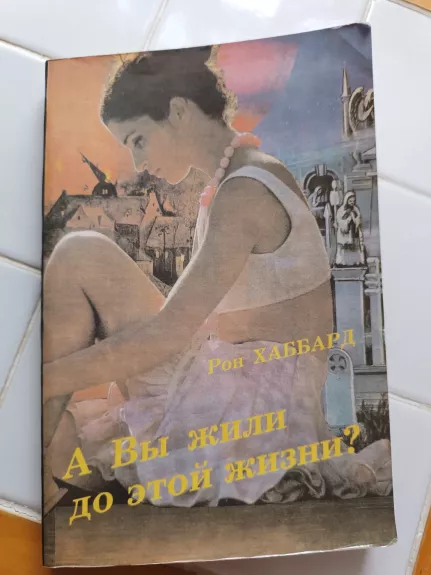 Рон ХАББАРД
А Вы жили
до этой жизни?